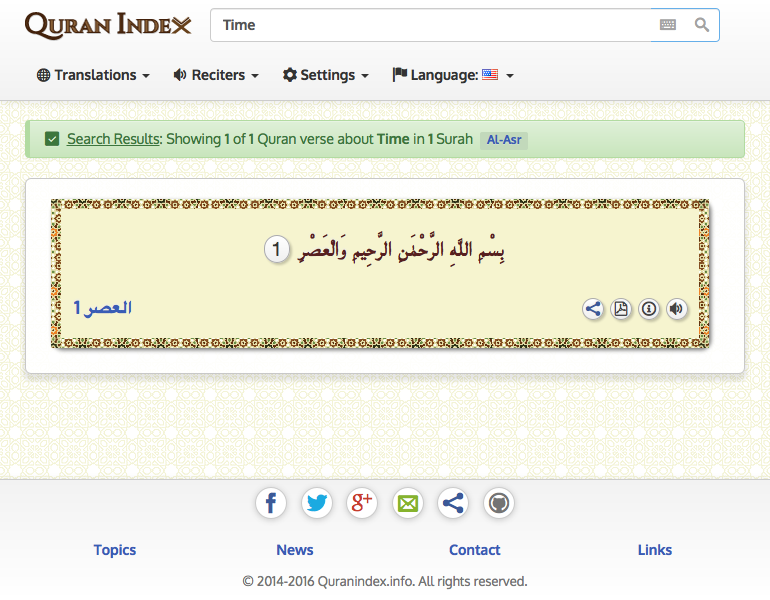 QURAN INDEX
Time
Translations
Reciters
Settings
Language:
Search Results: Showing 1 of 1 Quran verse about Time in 1 Surah Al-Asr
بِسْمِ اللَّهِ الرَّحْمَٰنِ الرَّحِيمِ وَالْعَصْرِ 1
العصر 1
Topics
News
Contact
Links
© 2014-2016 Quranindex.info. All rights reserved.